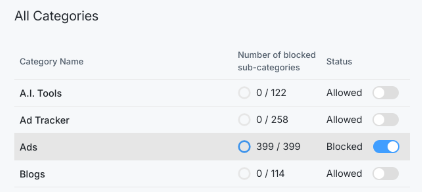 All Categories
Category Name
Number of blocked
sub-categories
Status
A.I. Tools
0 / 122
Allowed
Ad Tracker
0 / 258
Allowed
Ads
399 / 399
Blocked
Blogs
0 / 114
Allowed